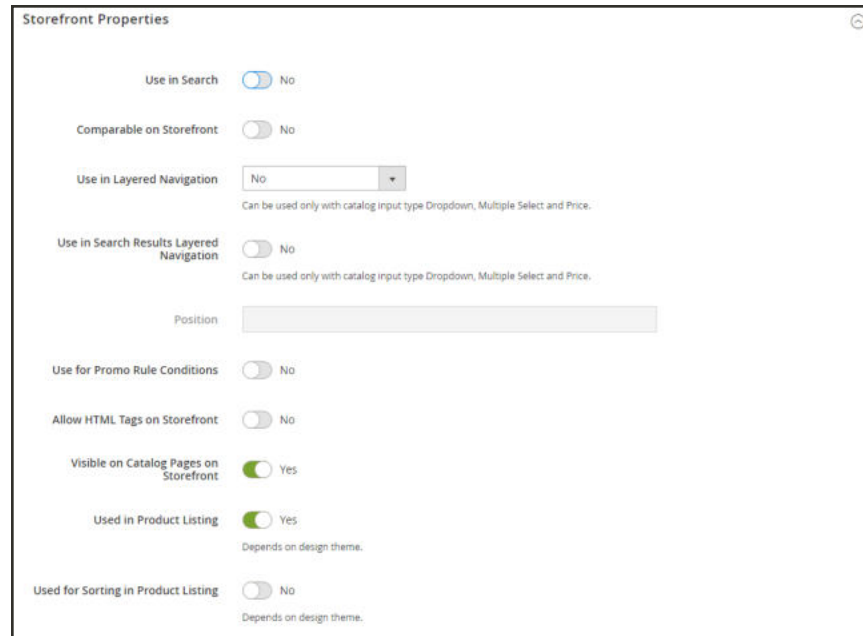 Storefront Properties
Use in Search No
Comparable on Storefront No
Use in Layered Navigation No
Can be used only with catalog input type Dropdown, Multiple Select and Price.
Use in Search Results Layered
Navigation No
Can be used only with catalog input type Dropdown, Multiple Select and Price.
Position
Use for Promo Rule Conditions No
Allow HTML Tags on Storefront No
Visible on Catalog Pages on
Storefront Yes
Used in Product Listing Yes
Depends on design theme.
Used for Sorting in Product Listing No
Depends on design theme.